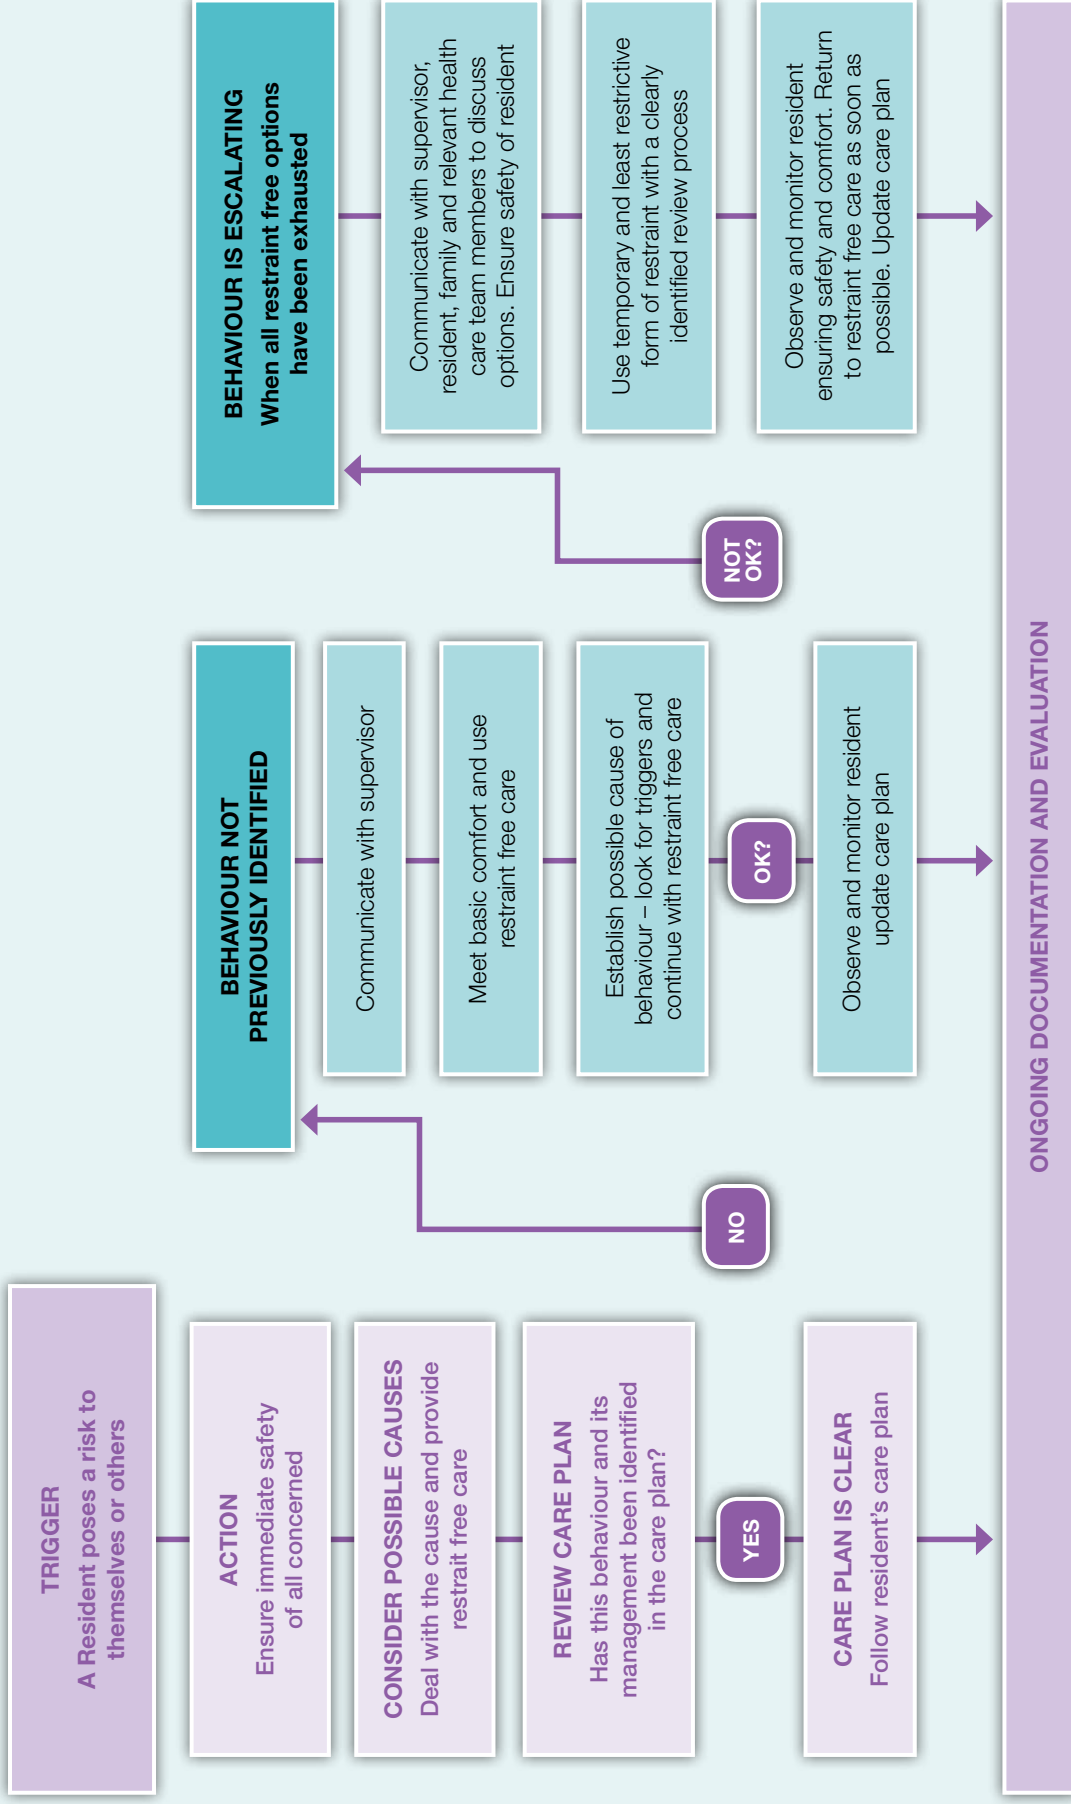 TRIGGER
A Resident poses a risk to
themselves or others
ACTION
Ensure immediate safety
of all concerned
CONSIDER POSSIBLE CAUSES
Deal with the cause and provide
restrait free care
REVIEW CARE PLAN
Has this behaviour and its
management been identified
in the care plan?
YES
CARE PLAN IS CLEAR
Follow resident's care plan
NO
BEHAVIOUR NOT
PREVIOUSLY IDENTIFIED
Communicate with supervisor
Meet basic comfort and use
restraint free care
Establish possible cause of
behaviour – look for triggers and
continue with restraint free care
OK?
Observe and monitor resident
update care plan
NOT
OK?
BEHAVIOUR IS ESCALATING
When all restraint free options
have been exhausted
Communicate with supervisor,
resident, family and relevant health
care team members to discuss
options. Ensure safety of resident
Use temporary and least restrictive
form of restraint with a clearly
identified review process
Observe and monitor resident
ensuring safety and comfort. Return
to restraint free care as soon as
possible. Update care plan
ONGOING DOCUMENTATION AND EVALUATION